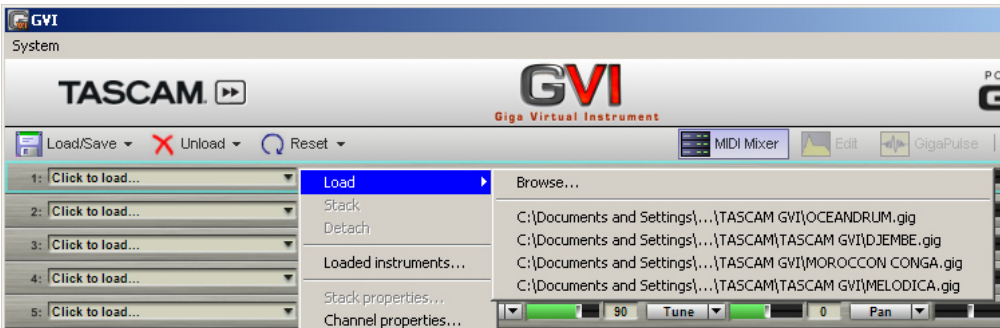 GVI
System
TASCAM
GVI
Giga Virtual Instrument
Load/Save
Unload
Reset
MIDI Mixer
Edit
GigaPulse
1: Click to load...
2: Click to load...
3: Click to load...
4: Click to load...
5: Click to load...
Load
Stack
Detach
Loaded instruments...
Stack properties...
Channel properties...
Browse...
C:\Documents and Settings\...\TASCAM GVI\OCEANDRUM.gig
C:\Documents and Settings\...\TASCAM\TASCAM GVI\DJEMBE.gig
C:\Documents and Settings\...\TASCAM GVI\MOROCCON CONGA.gig
C:\Documents and Settings\...\TASCAM\TASCAM GVI\MELODICA.gig
90 Tune 0 Pan